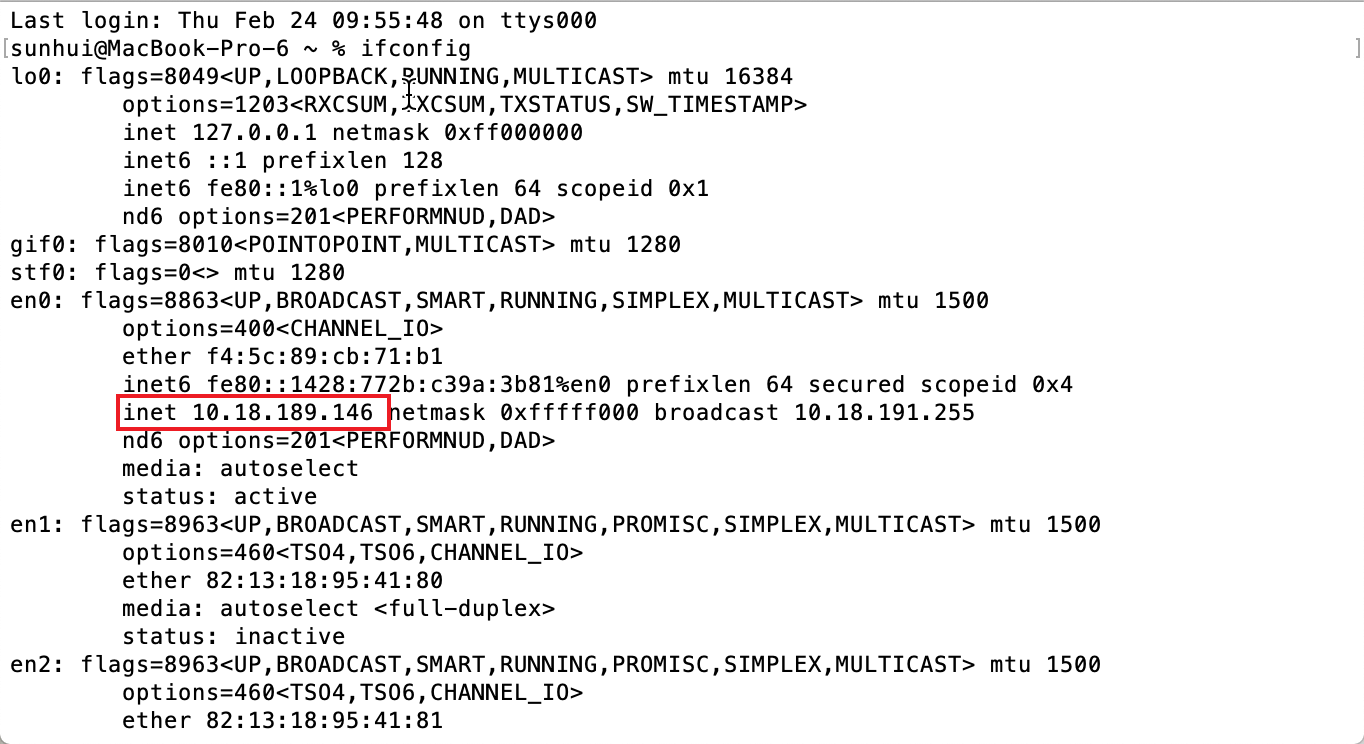 Last login: Thu Feb 24 09:55:48 on ttys000
[sunhui@MacBook-Pro-6 ~ % ifconfig ]
lo0: flags=8049<UP,LOOPBACK,RUNNING,MULTICAST> mtu 16384
options=1203<RXCSUM,TXCSUM,TXSTATUS,SW_TIMESTAMP>
inet 127.0.0.1 netmask 0xff000000
inet6 ::1 prefixlen 128
inet6 fe80::1%lo0 prefixlen 64 scopeid 0x1
nd6 options=201<PERFORMNUD,DAD>
gif0: flags=8010<POINTOPOINT,MULTICAST> mtu 1280
stf0: flags=0<> mtu 1280
en0: flags=8863<UP,BROADCAST,SMART,RUNNING,SIMPLEX,MULTICAST> mtu 1500
options=400<CHANNEL_IO>
ether f4:5c:89:cb:71:b1
inet6 fe80::1428:772b:c39a:3b81%en0 prefixlen 64 secured scopeid 0x4
inet 10.18.189.146 netmask 0xfffff000 broadcast 10.18.191.255
nd6 options=201<PERFORMNUD,DAD>
media: autoselect
status: active
en1: flags=8963<UP,BROADCAST,SMART,RUNNING,PROMISC,SIMPLEX,MULTICAST> mtu 1500
options=460<TSO4,TSO6,CHANNEL_IO>
ether 82:13:18:95:41:80
media: autoselect <full-duplex>
status: inactive
en2: flags=8963<UP,BROADCAST,SMART,RUNNING,PROMISC,SIMPLEX,MULTICAST> mtu 1500
options=460<TSO4,TSO6,CHANNEL_IO>
ether 82:13:18:95:41:81